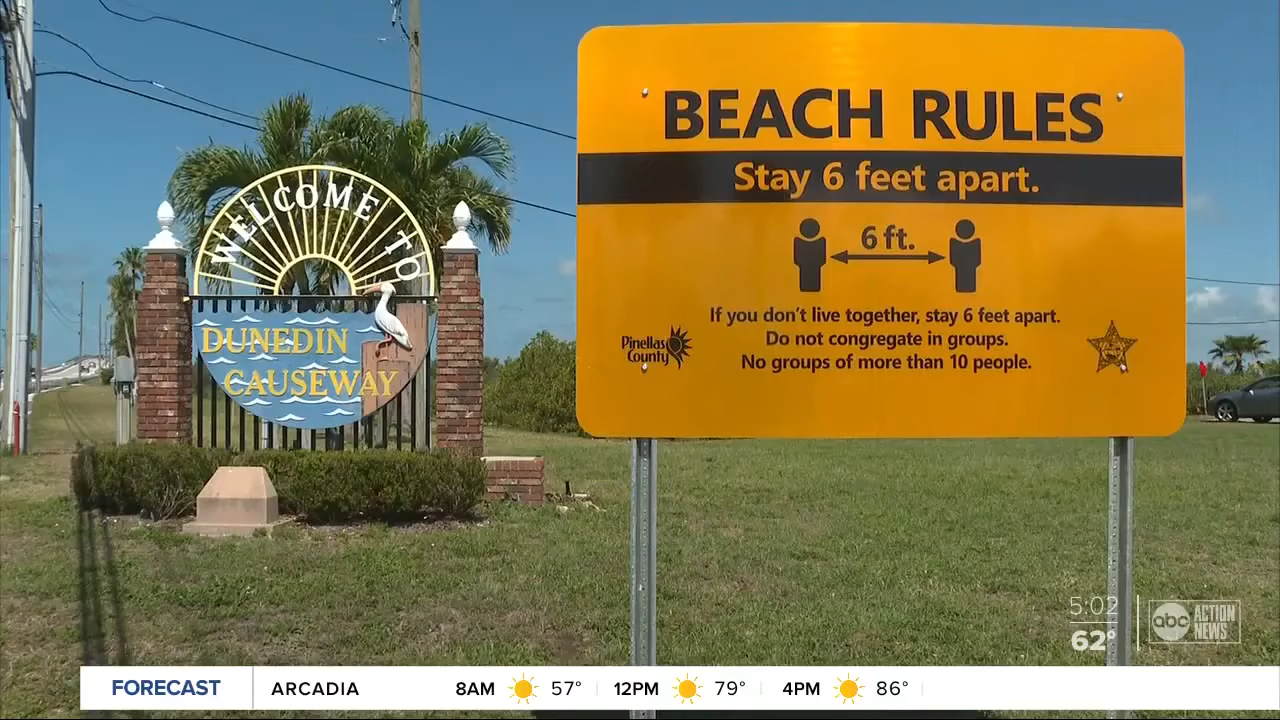 WELCOME TO
DUNEDIN
CAUSEWAY
BEACH RULES
Stay 6 feet apart.
6 ft.
If you don't live together, stay 6 feet apart.
Do not congregate in groups.
No groups of more than 10 people.
Pinellas
County
5:02
62°
abc ACTION
NEWS
FORECAST ARCADIA 8AM 57° 12PM 79° 4PM 86°